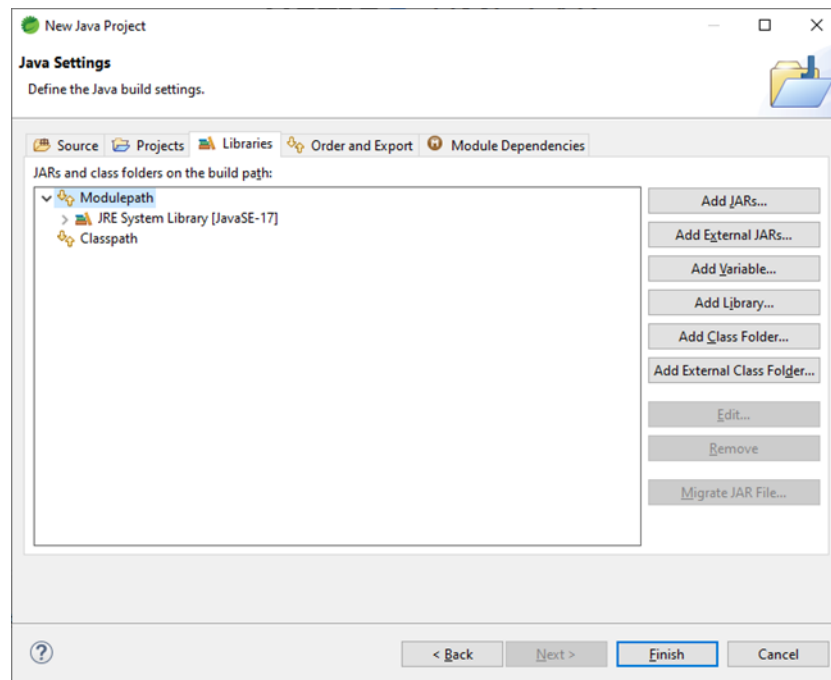 New Java Project
Java Settings
Define the Java build settings.
Source Projects Libraries Order and Export Module Dependencies
JARs and class folders on the build path:
Modulepath
JRE System Library [JavaSE-17]
Classpath
Add JARs...
Add External JARs...
Add Variable...
Add Library...
Add Class Folder...
Add External Class Folder...
Edit...
Remove
Migrate JAR File...
? < Back Next > Finish Cancel